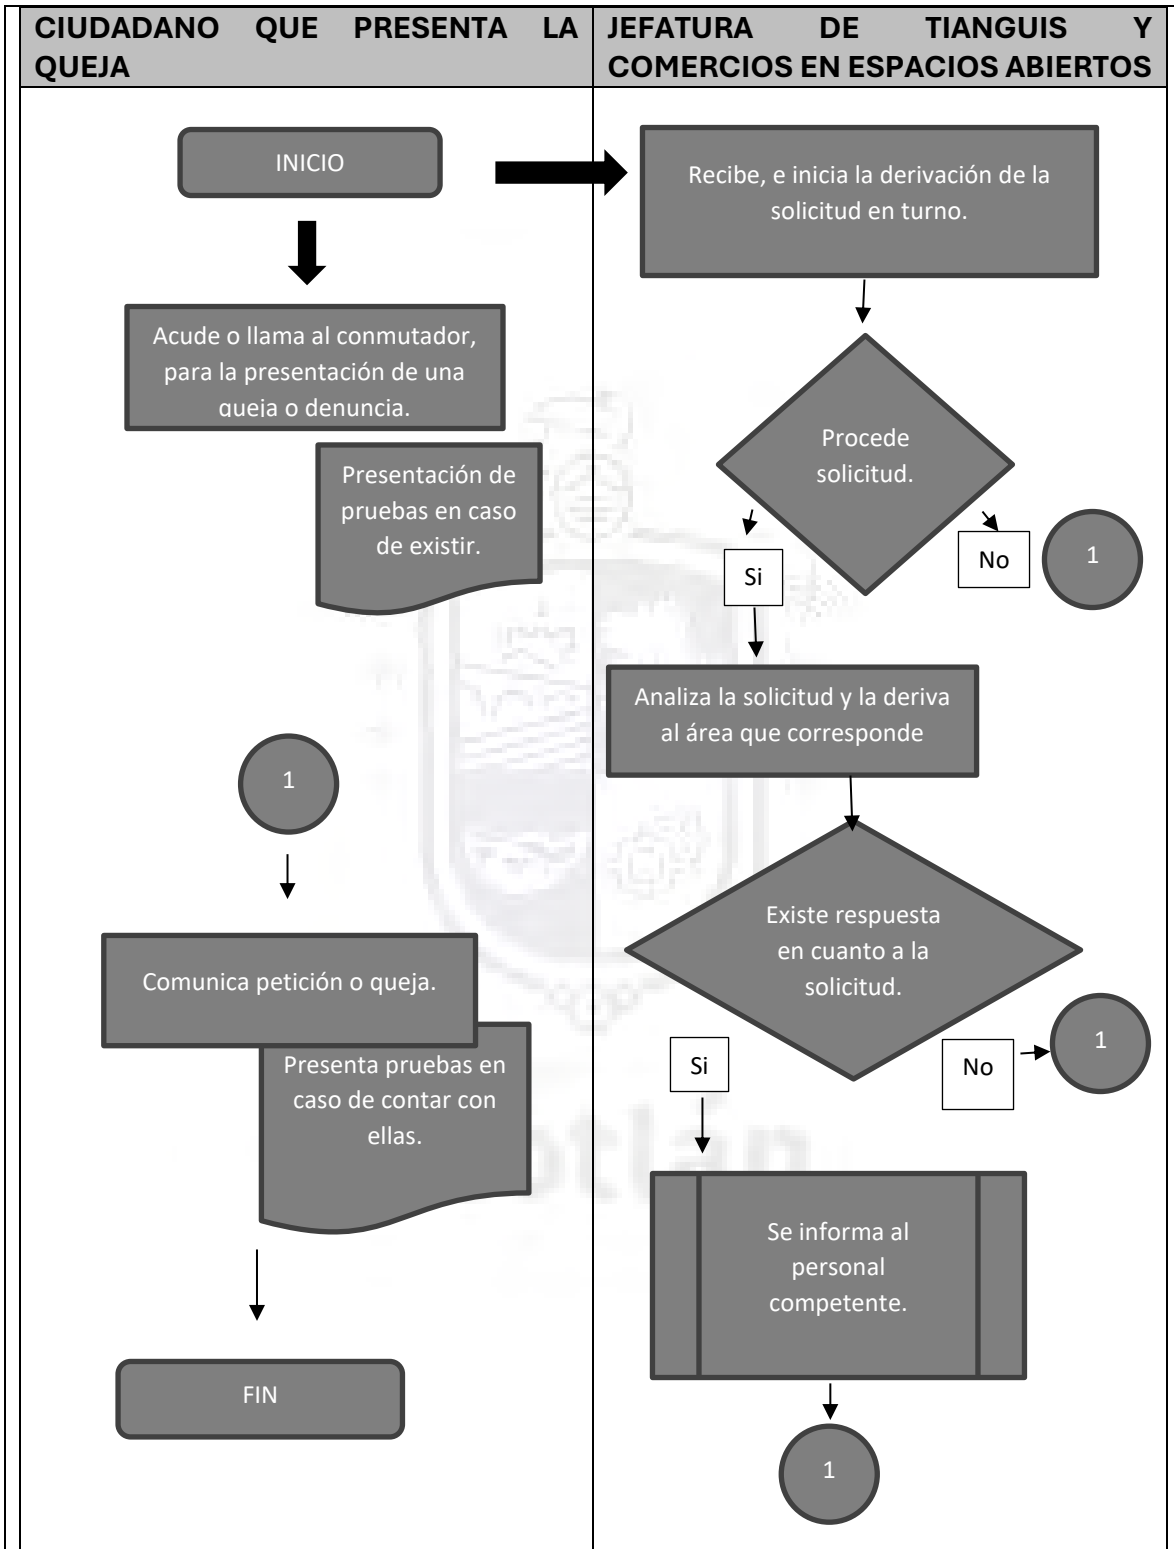 CIUDADANO QUE PRESENTA LA
QUEJA
JEFATURA DE TIANGUIS Y
COMERCIOS EN ESPACIOS ABIERTOS
INICIO
Acude o llama al conmutador,
para la presentación de una
queja o denuncia.
Presentación de
pruebas en caso
de existir.
1
Comunica petición o queja.
Presenta pruebas en
caso de contar con
ellas.
FIN
Recibe, e inicia la derivación de la
solicitud en turno.
Procede
solicitud.
Si
No
1
Analiza la solicitud y la deriva
al área que corresponde
Existe respuesta
en cuanto a la
solicitud.
Si
No
1
Se informa al
personal
competente.
1